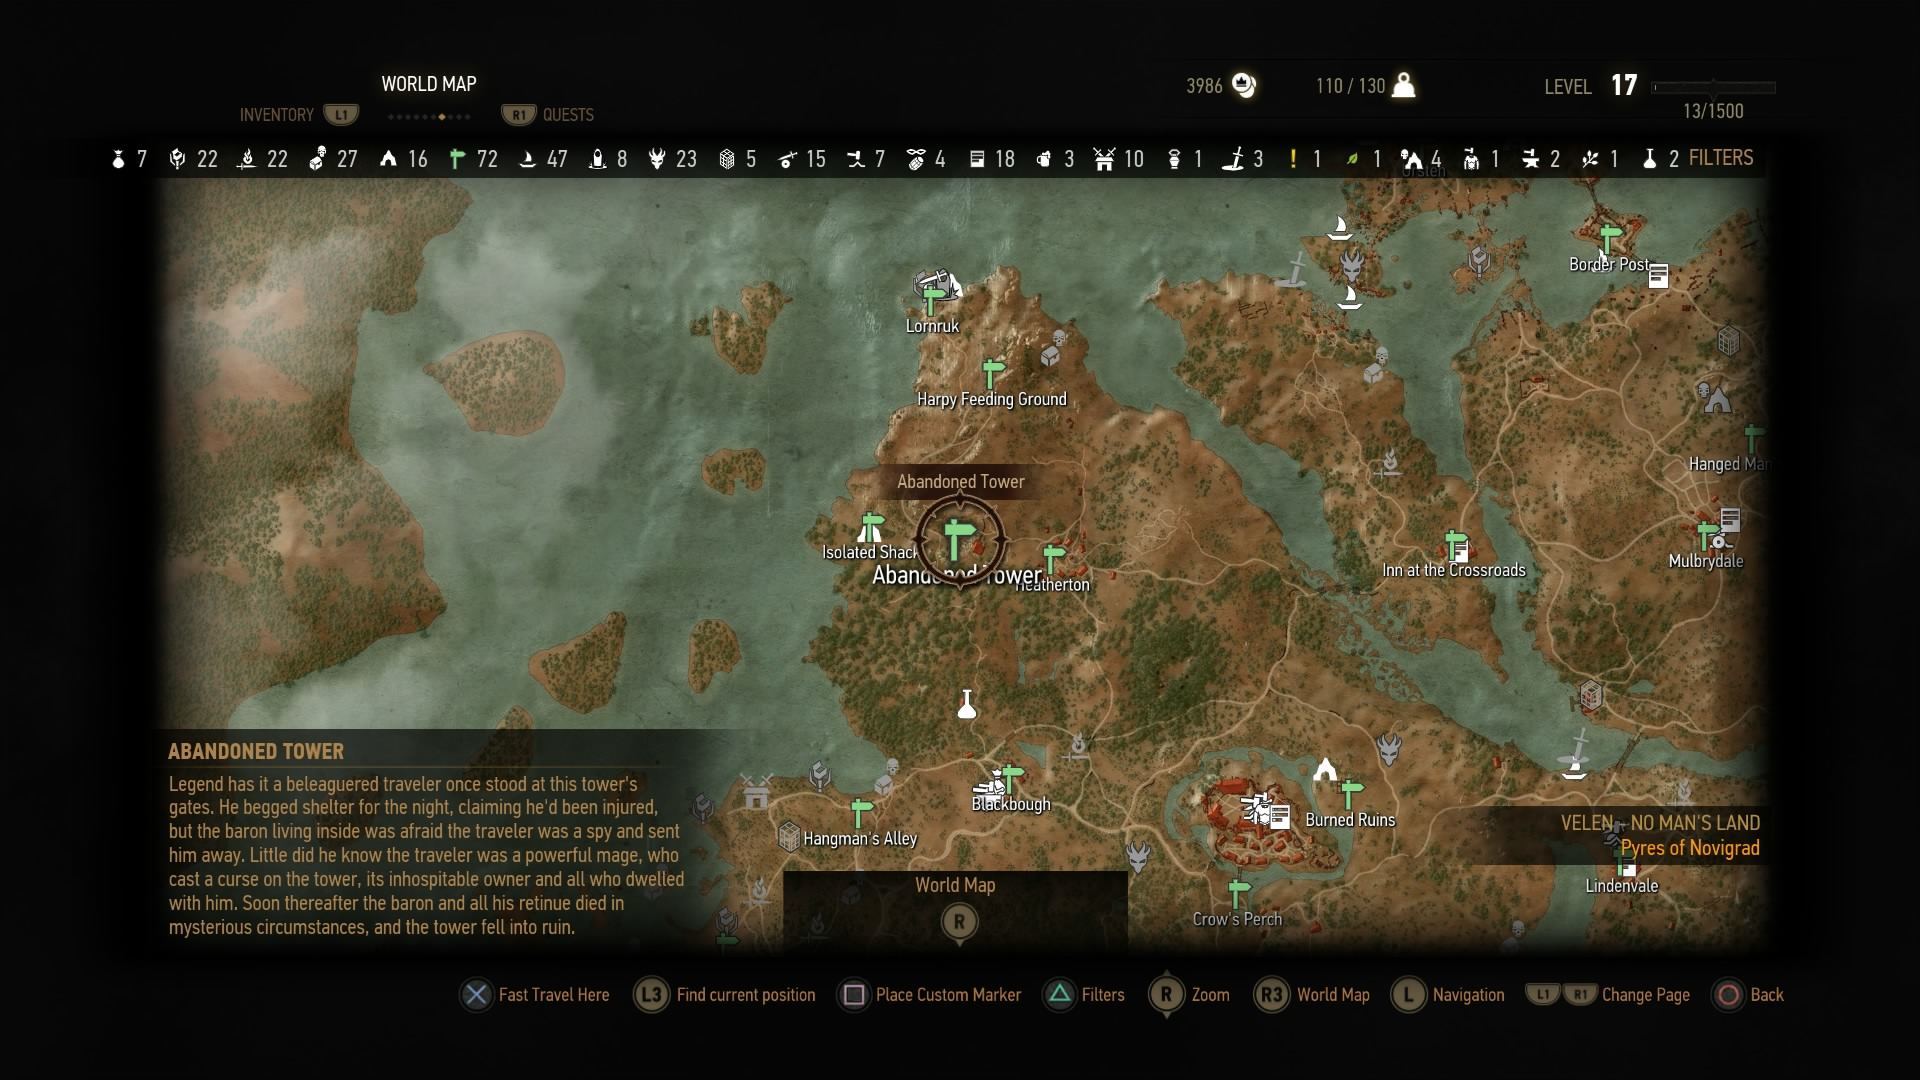 WORLD MAP
INVENTORY L1 R1 QUESTS
3986 110 / 130 LEVEL 17
13/1500
7 22 22 27 16 72 47 8 23 5 15 7 4 18 3 10 1 3 1 1 4 1 2 1 2 FILTERS
Border Post
Lornruk
Harpy Feeding Ground
Hanged Man
Abandoned Tower
Isolated Shack
Abandoned Tower
Heatherton
Inn at the Crossroads
Mulbrydale
Blackbough
Hangman's Alley
Burned Ruins
Crow's Perch
Lindenvale
VELEN - NO MAN'S LAND
Pyres of Novigrad
ABANDONED TOWER
Legend has it a beleaguered traveler once stood at this tower's
gates. He begged shelter for the night, claiming he'd been injured,
but the baron living inside was afraid the traveler was a spy and sent
him away. Little did he know the traveler was a powerful mage, who
cast a curse on the tower, its inhospitable owner and all who dwelled
with him. Soon thereafter the baron and all his retinue died in
mysterious circumstances, and the tower fell into ruin.
World Map
R
Fast Travel Here L3 Find current position Place Custom Marker Filters R Zoom R3 World Map L Navigation L1 R1 Change Page Back